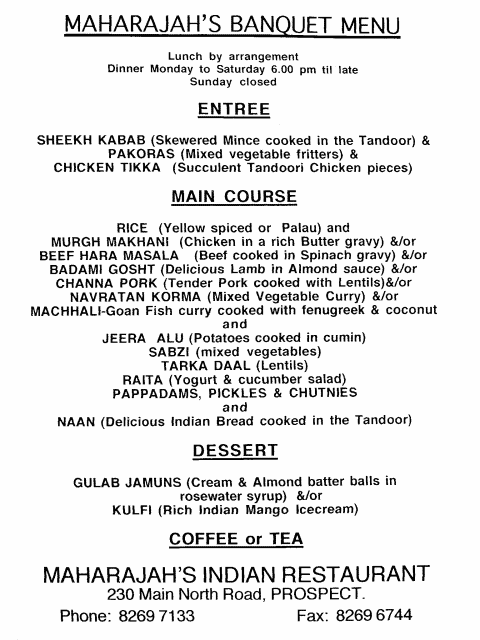 MAHARAJAH'S BANQUET MENU
Lunch by arrangement
Dinner Monday to Saturday 6.00 pm til late
Sunday closed
ENTREE
SHEEKH KABAB (Skewered Mince cooked in the Tandoor) &
PAKORAS (Mixed vegetable fritters) &
CHICKEN TIKKA (Succulent Tandoori Chicken pieces)
MAIN COURSE
RICE (Yellow spiced or Palau) and
MURGH MAKHANI (Chicken in a rich Butter gravy) &/or
BEEF HARA MASALA (Beef cooked in Spinach gravy) &/or
BADAMI GOSHT (Delicious Lamb in Almond sauce) &/or
CHANNA PORK (Tender Pork cooked with Lentils)&/or
NAVRATAN KORMA (Mixed Vegetable Curry) &/or
MACHHALI-Goan Fish curry cooked with fenugreek & coconut
and
JEERA ALU (Potatoes cooked in cumin)
SABZI (mixed vegetables)
TARKA DAAL (Lentils)
RAITA (Yogurt & cucumber salad)
PAPPADAMS, PICKLES & CHUTNIES
and
NAAN (Delicious Indian Bread cooked in the Tandoor)
DESSERT
GULAB JAMUNS (Cream & Almond batter balls in
rosewater syrup) &/or
KULFI (Rich Indian Mango Icecream)
COFFEE or TEA
MAHARAJAH'S INDIAN RESTAURANT
230 Main North Road, PROSPECT.
Phone: 8269 7133 Fax: 8269 6744